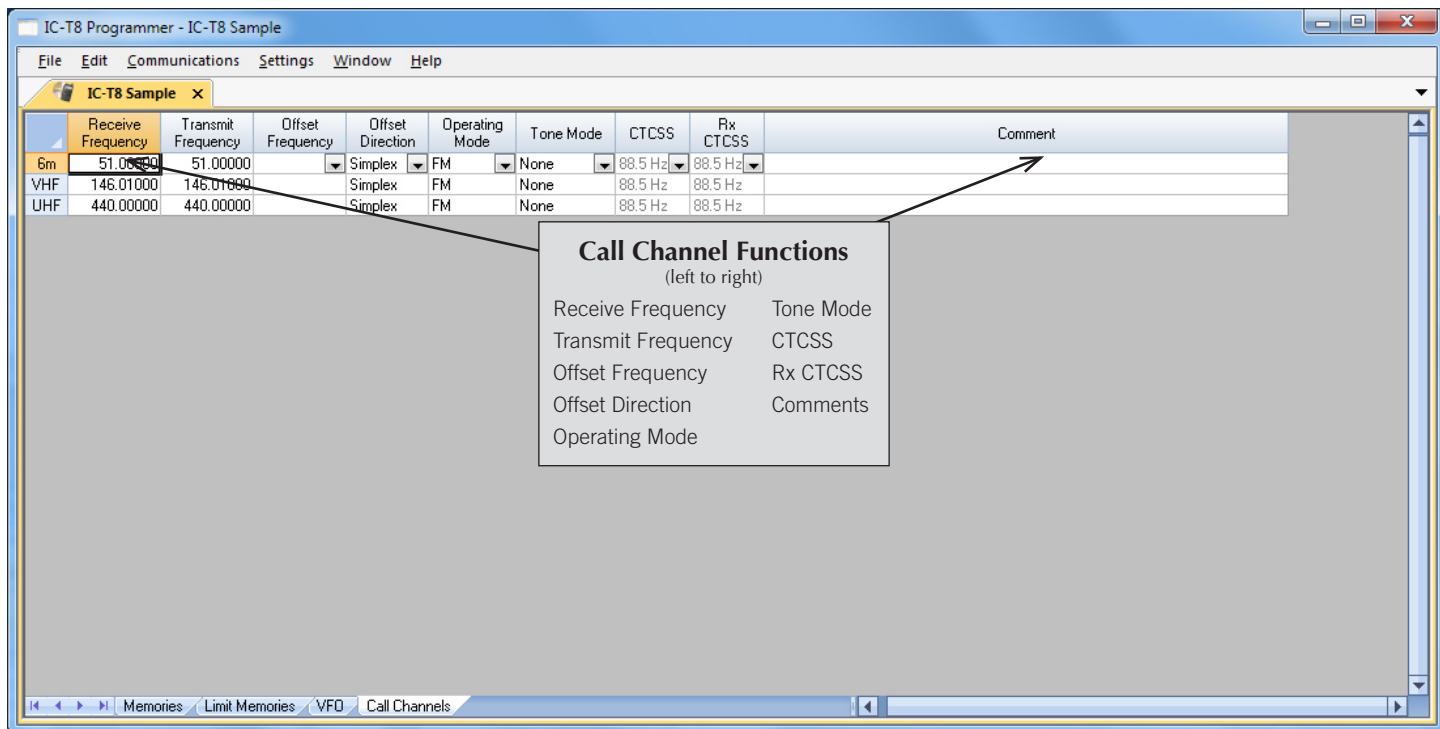 IC-T8 Programmer - IC-T8 Sample
File Edit Communications Settings Window Help
IC-T8 Sample x
Receive Frequency Transmit Frequency Offset Frequency Offset Direction Operating Mode Tone Mode CTCSS Rx CTCSS Comment
6m 51.00000 51.00000 Simplex FM None 88.5 Hz 88.5 Hz
VHF 146.01000 146.01000 Simplex FM None 88.5 Hz 88.5 Hz
UHF 440.00000 440.00000 Simplex FM None 88.5 Hz 88.5 Hz
Call Channel Functions
(left to right)
Receive Frequency Tone Mode
Transmit Frequency CTCSS
Offset Frequency Rx CTCSS
Offset Direction Comments
Operating Mode
Memories Limit Memories VFO Call Channels